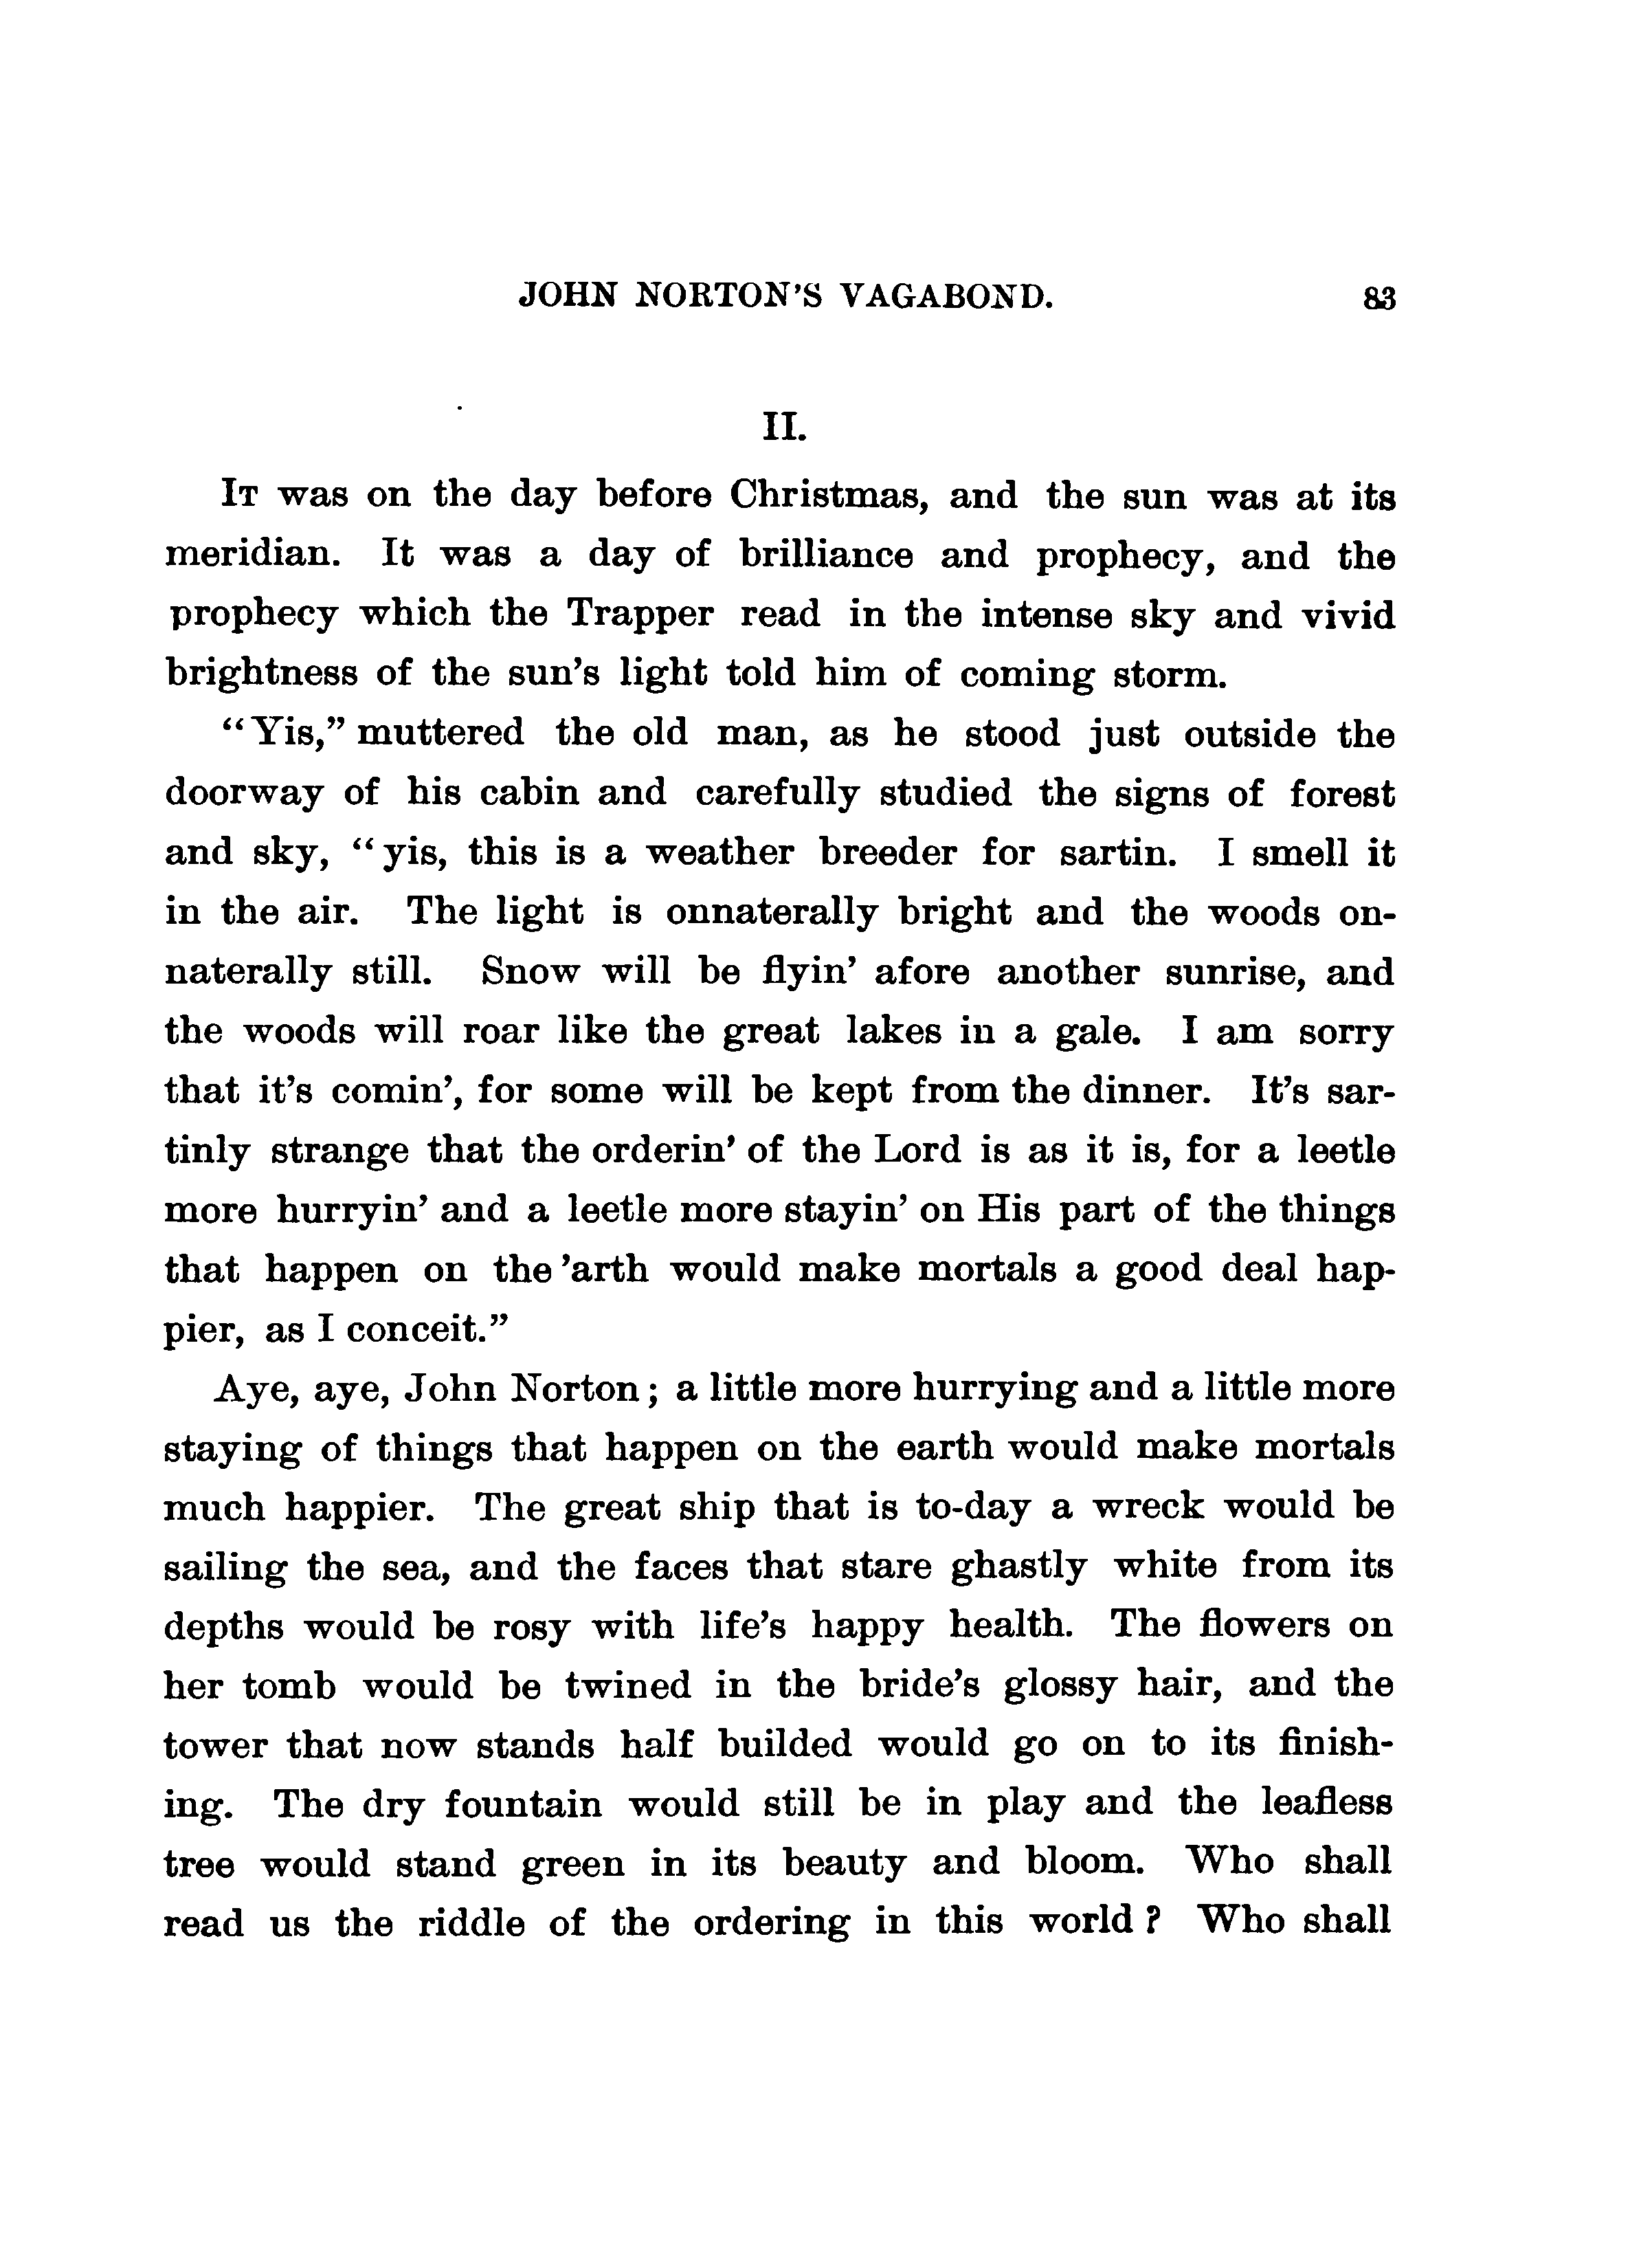 JOHN NORTON'S VAGABOND. 83
II.
IT was on the day before Christmas, and the sun was at its
meridian. It was a day of brilliance and prophecy, and the
prophecy which the Trapper read in the intense sky and vivid
brightness of the sun's light told him of coming storm.
“Yis,” muttered the old man, as he stood just outside the
doorway of his cabin and carefully studied the signs of forest
and sky, “yis, this is a weather breeder for sartin. I smell it
in the air. The light is onnaterally bright and the woods on-
naterally still. Snow will be flyin’ afore another sunrise, and
the woods will roar like the great lakes in a gale. I am sorry
that it’s comin’, for some will be kept from the dinner. It’s sar-
tinly strange that the orderin’ of the Lord is as it is, for a leetle
more hurryin’ and a leetle more stayin’ on His part of the things
that happen on the ’arth would make mortals a good deal hap-
pier, as I conceit.”
Aye, aye, John Norton; a little more hurrying and a little more
staying of things that happen on the earth would make mortals
much happier. The great ship that is to-day a wreck would be
sailing the sea, and the faces that stare ghastly white from its
depths would be rosy with life’s happy health. The flowers on
her tomb would be twined in the bride’s glossy hair, and the
tower that now stands half builded would go on to its finish-
ing. The dry fountain would still be in play and the leafless
tree would stand green in its beauty and bloom. Who shall
read us the riddle of the ordering in this world? Who shall